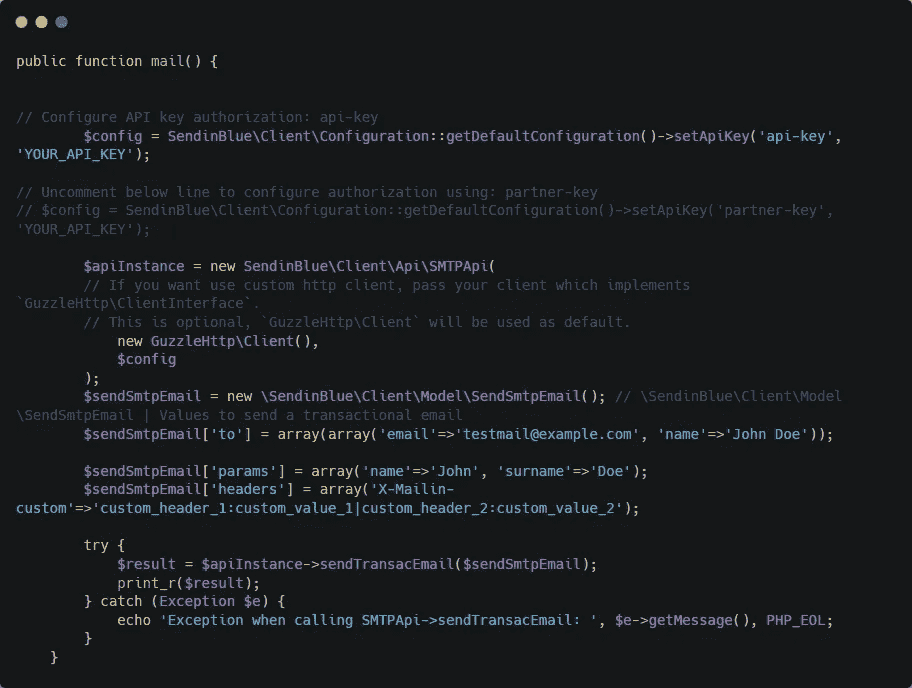 public function mail() {
// Configure API key authorization: api-key
$config = SendinBlue\Client\Configuration::getDefaultConfiguration()->setApiKey('api-key',
'YOUR_API_KEY');
// Uncomment below line to configure authorization using: partner-key
// $config = SendinBlue\Client\Configuration::getDefaultConfiguration()->setApiKey('partner-key',
'YOUR_API_KEY');
$apiInstance = new SendinBlue\Client\Api\SMTPApi(
// If you want use custom http client, pass your client which implements
`GuzzleHttp\ClientInterface`.
// This is optional, `GuzzleHttp\Client` will be used as default.
new GuzzleHttp\Client(),
$config
);
$sendSmtpEmail = new \SendinBlue\Client\Model\SendSmtpEmail(); // \SendinBlue\Client\Model
\SendSmtpEmail | Values to send a transactional email
$sendSmtpEmail['to'] = array(array('email'=>'testmail@example.com', 'name'=>'John Doe'));
$sendSmtpEmail['params'] = array('name'=>'John', 'surname'=>'Doe');
$sendSmtpEmail['headers'] = array('X-Mailin-
custom'=>'custom_header_1:custom_value_1|custom_header_2:custom_value_2');
try {
$result = $apiInstance->sendTransacEmail($sendSmtpEmail);
print_r($result);
} catch (Exception $e) {
echo 'Exception when calling SMTPApi->sendTransacEmail: ', $e->getMessage(), PHP_EOL;
}
}